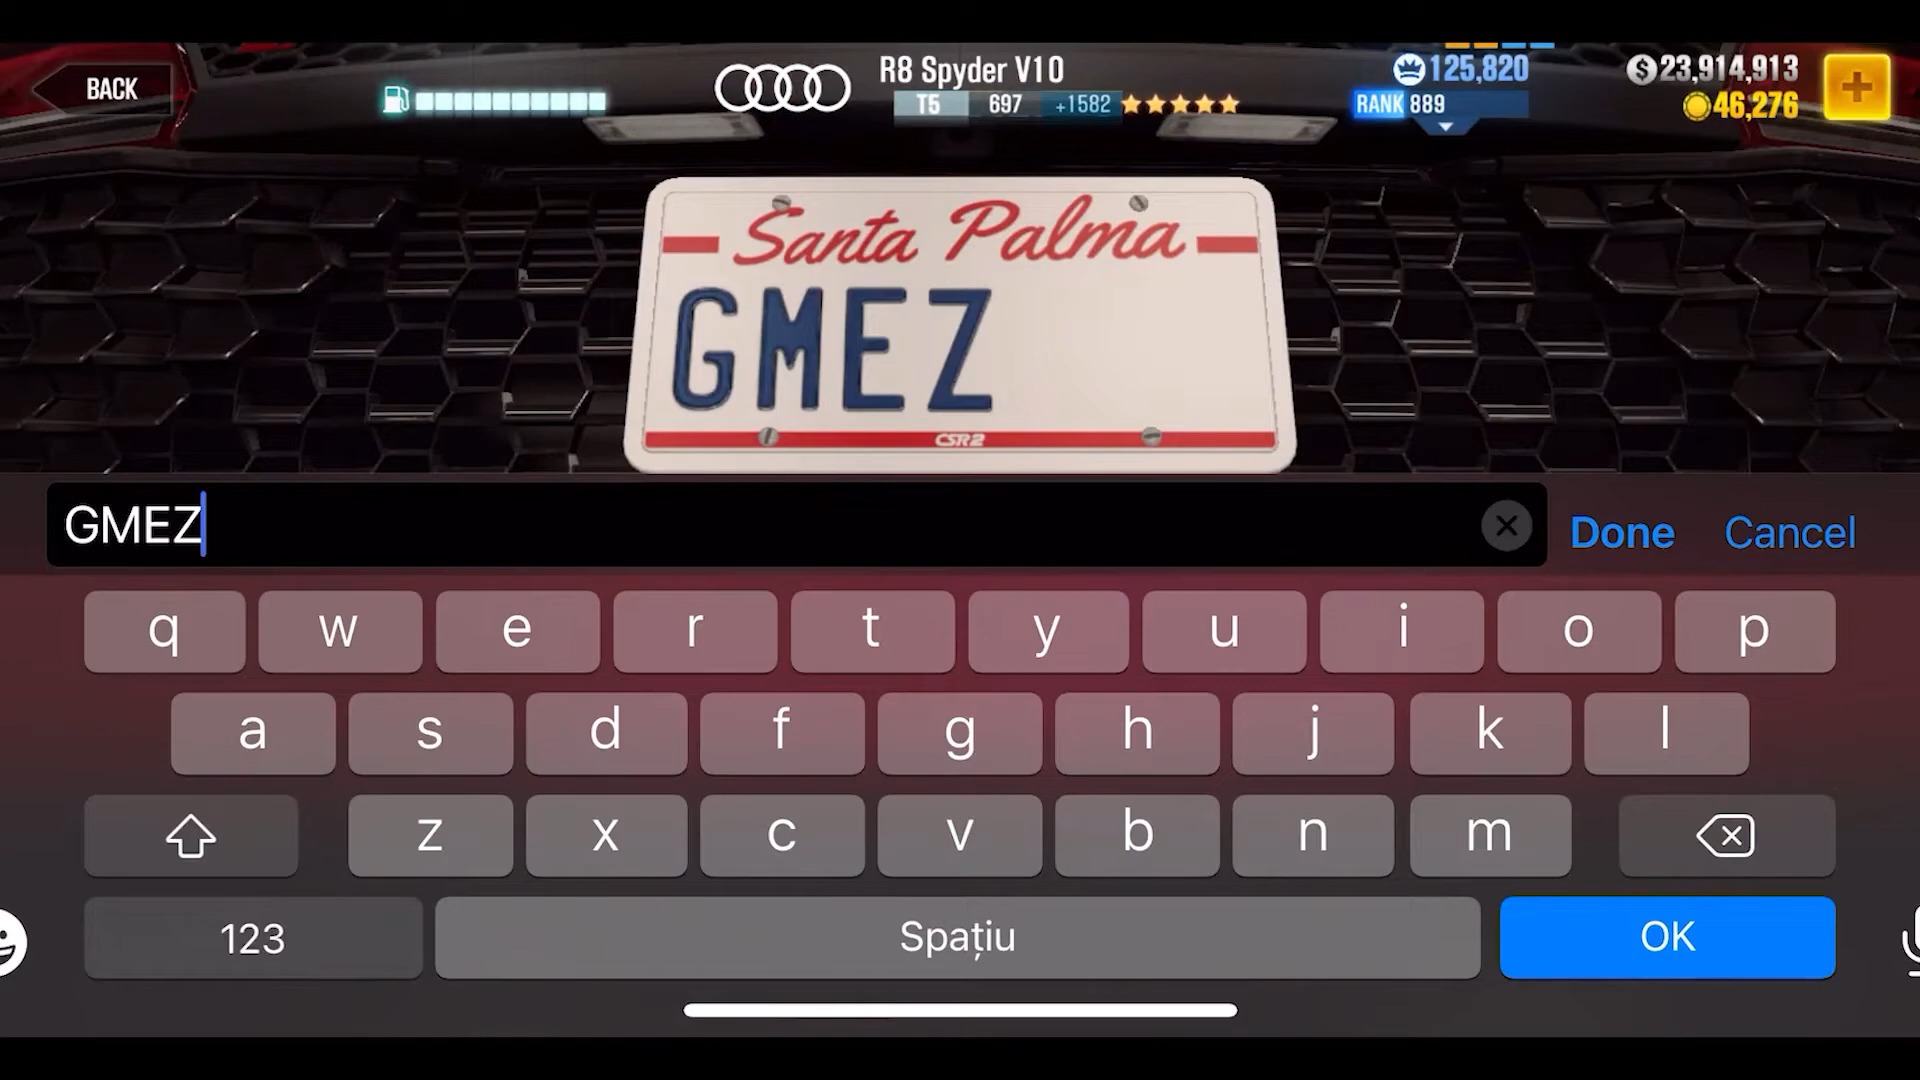 BACK
R8 Spyder V10
T5 697 +1582
125,820
RANK 889
23,914,913
46,276
Santa Palma
GMEZ
CSR2
GMEZ
Done Cancel
q w e r t y u i o p
a s d f g h j k l
z x c v b n m
123 Spațiu OK